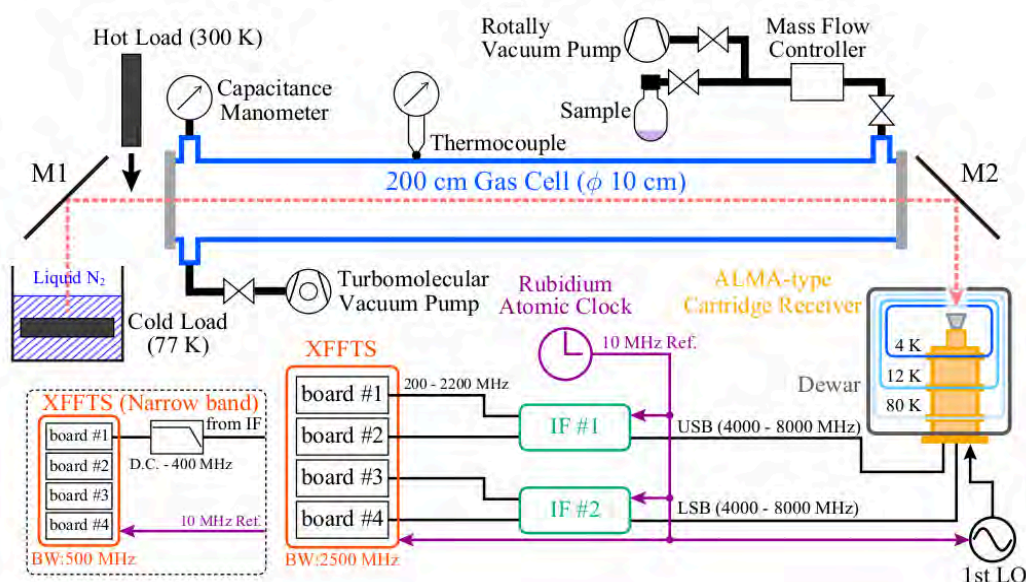 Hot Load (300 K)
Capacitance
Manometer
Thermocouple
Rotally
Vacuum Pump
Sample
Mass Flow
Controller
M1
200 cm Gas Cell (ϕ 10 cm)
M2
Liquid N₂
Cold Load
(77 K)
Turbomolecular
Vacuum Pump
Rubidium
Atomic Clock
10 MHz Ref.
ALMA-type
Cartridge Receiver
4 K
12 K
80 K
Dewar
XFFTS (Narrow band)
board #1
board #2
board #3
board #4
from IF
D.C. - 400 MHz
10 MHz Ref.
BW:500 MHz
XFFTS
board #1
board #2
board #3
board #4
BW:2500 MHz
200 - 2200 MHz
IF #1
IF #2
USB (4000 - 8000 MHz)
LSB (4000 - 8000 MHz)
1st LO